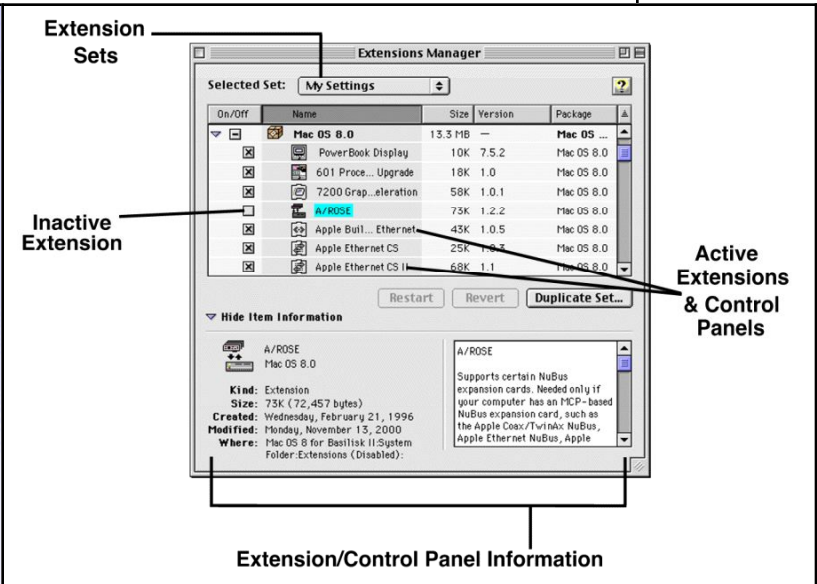 Extension
Sets
Extensions Manager
Selected Set: My Settings
?
On/Off Name Size Version Package
Mac OS 8.0 13.3 MB — Mac OS ...
PowerBook Display 10K 7.5.2 Mac OS 8.0
601 Proce... Upgrade 18K 1.0 Mac OS 8.0
7200 Grap...eleration 58K 1.0.1 Mac OS 8.0
A/ROSE 73K 1.2.2 Mac OS 8.0
Apple Buil... Ethernet 43K 1.0.5 Mac OS 8.0
Apple Ethernet CS 25K 1.0.3 Mac OS 8.0
Apple Ethernet CS II 68K 1.1 Mac OS 8.0
Inactive
Extension
Active
Extensions
& Control
Panels
Restart Revert Duplicate Set...
Hide Item Information
A/ROSE
Mac OS 8.0
Kind: Extension
Size: 73K (72,457 bytes)
Created: Wednesday, February 21, 1996
Modified: Monday, November 13, 2000
Where: Mac OS 8 for Basilisk II:System
Folder:Extensions (Disabled):
A/ROSE
Supports certain NuBus
expansion cards. Needed only if
your computer has an MCP-based
NuBus expansion card, such as
the Apple Coax/TwinAx NuBus,
Apple Ethernet NuBus, Apple
Extension/Control Panel Information